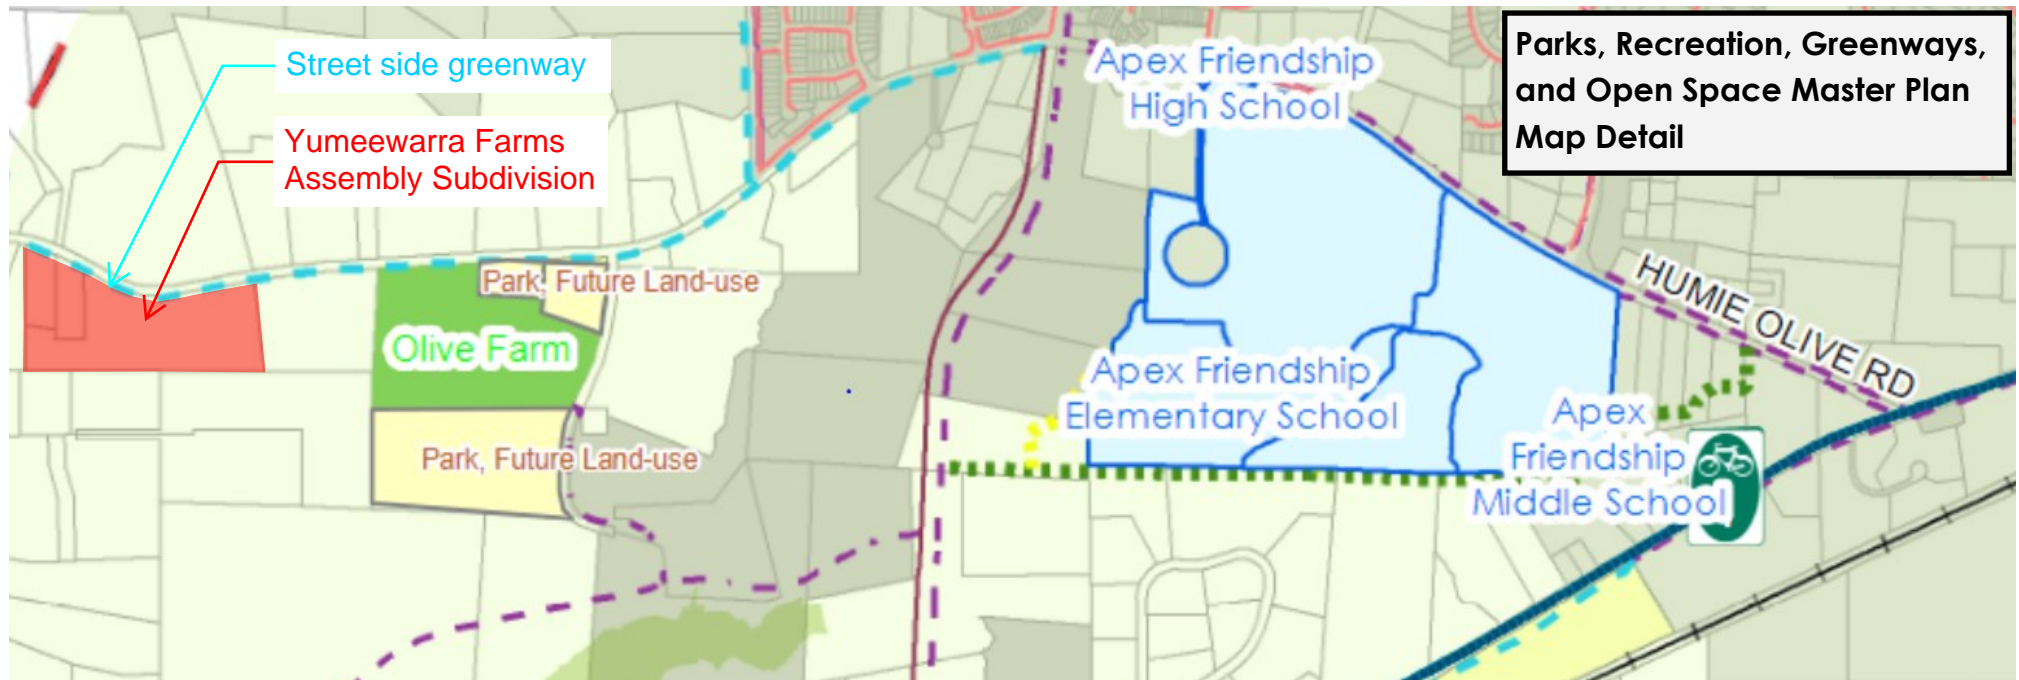 Street side greenway
Yumeewarra Farms
Assembly Subdivision
Apex Friendship
High School
Parks, Recreation, Greenways,
and Open Space Master Plan
Map Detail
Park, Future Land-use
Olive Farm
Park, Future Land-use
HUMIE OLIVE RD
Apex Friendship
Elementary School
Apex
Friendship
Middle School